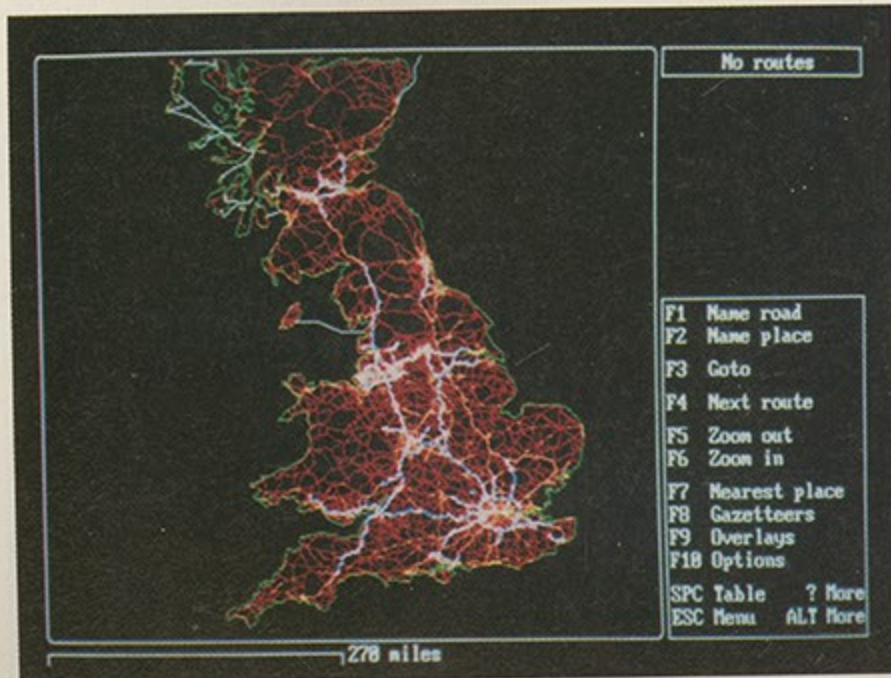 No routes
F1 Name road
F2 Name place
F3 Goto
F4 Next route
F5 Zoom out
F6 Zoom in
F7 Nearest place
F8 Gazetteers
F9 Overlays
F10 Options
SPC Table ? More
ESC Menu ALT More
270 miles